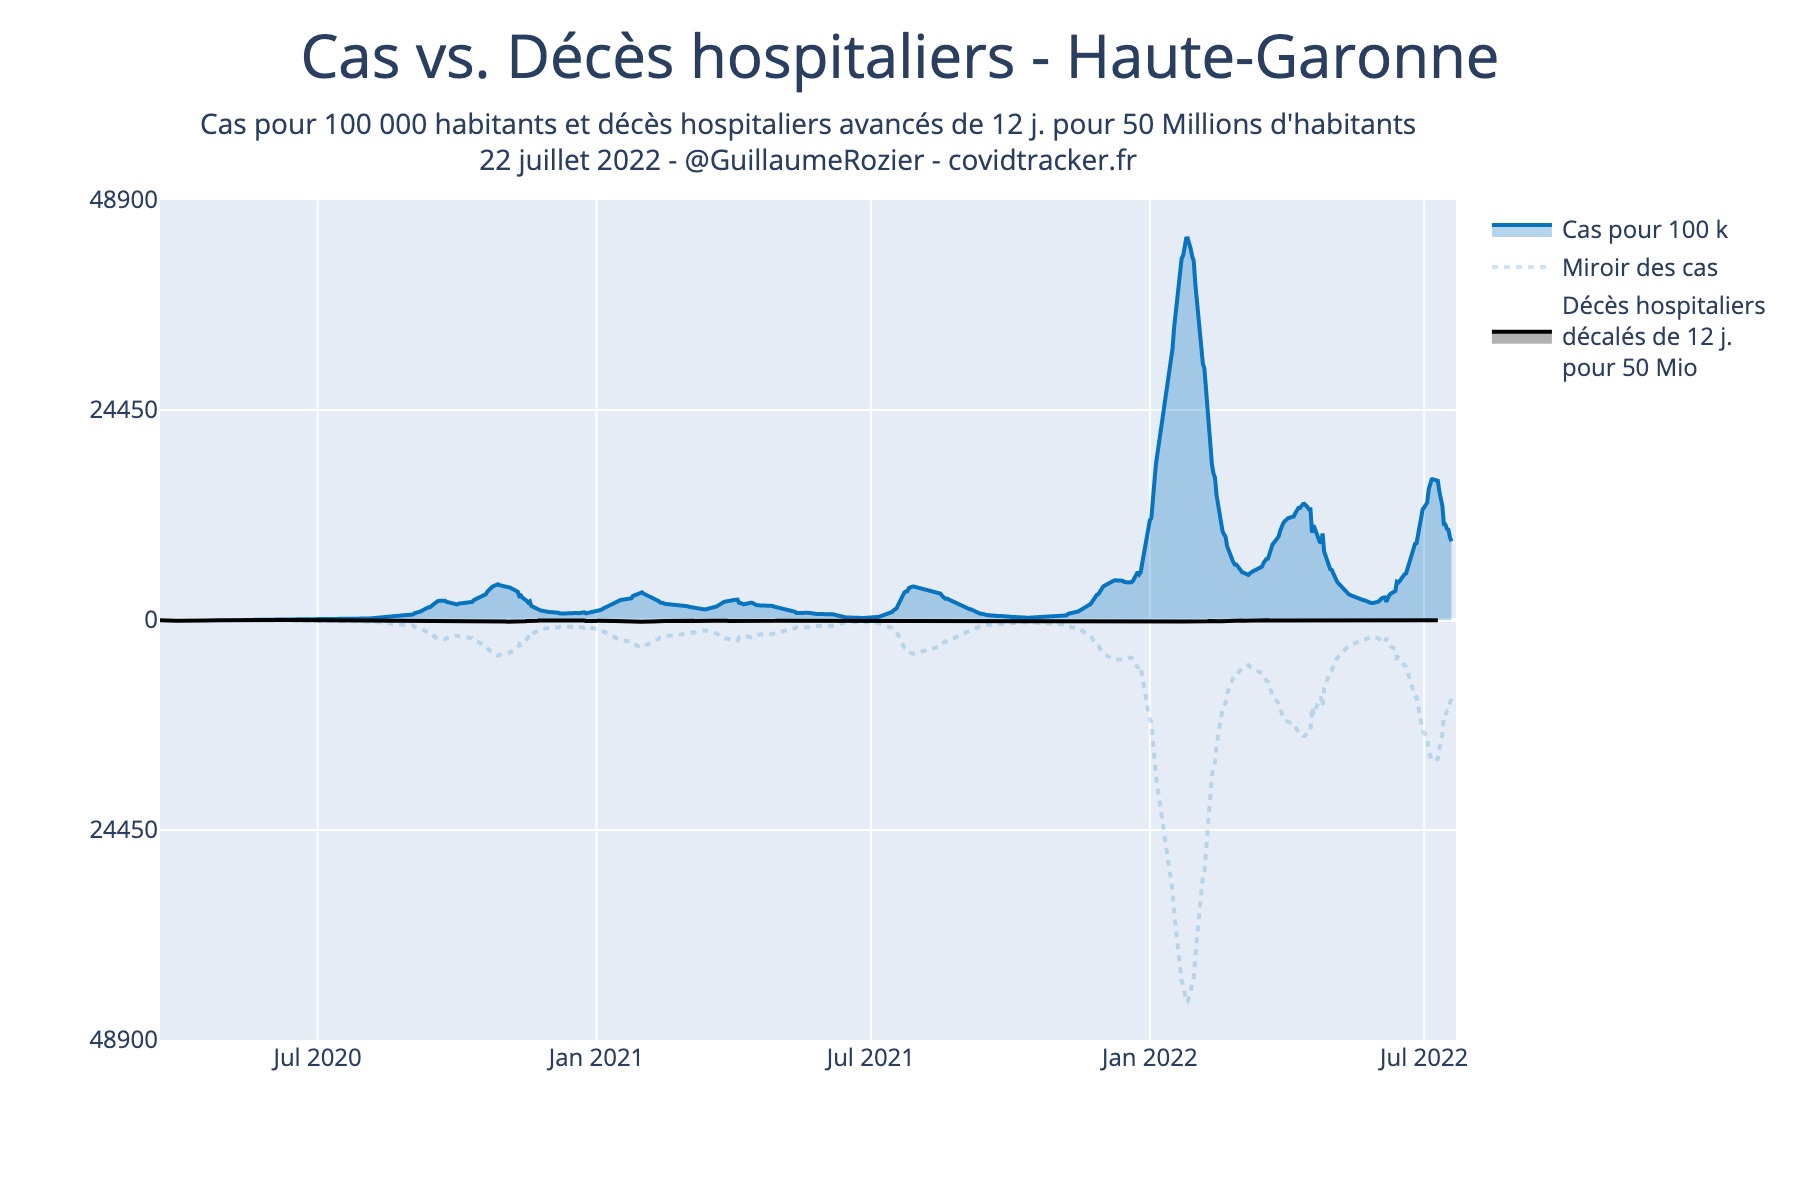 Cas vs. Décès hospitaliers - Haute-Garonne
Cas pour 100 000 habitants et décès hospitaliers avancés de 12 j. pour 50 Millions d'habitants
22 juillet 2022 - @GuillaumeRozier - covidtracker.fr
48900
24450
0
24450
48900
Jul 2020
Jan 2021
Jul 2021
Jan 2022
Jul 2022
Cas pour 100 k
Miroir des cas
Décès hospitaliers
décalés de 12 j.
pour 50 Mio